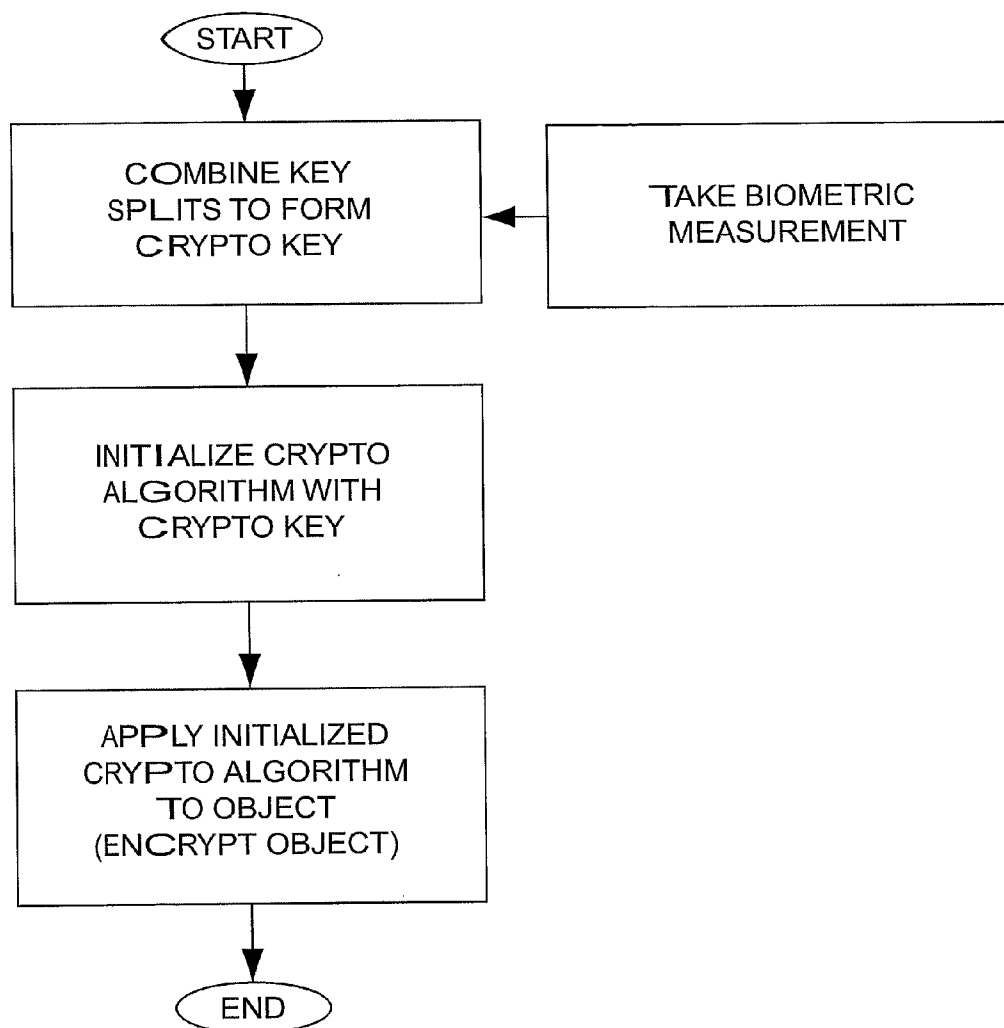 START
COMBINE KEY
SPLITS TO FORM
CRYPTO KEY
TAKE BIOMETRIC
MEASUREMENT
INITIALIZE CRYPTO
ALGORITHM WITH
CRYPTO KEY
APPLY INITIALIZED
CRYPTO ALGORITHM
TO OBJECT
(ENCRYPT OBJECT)
END